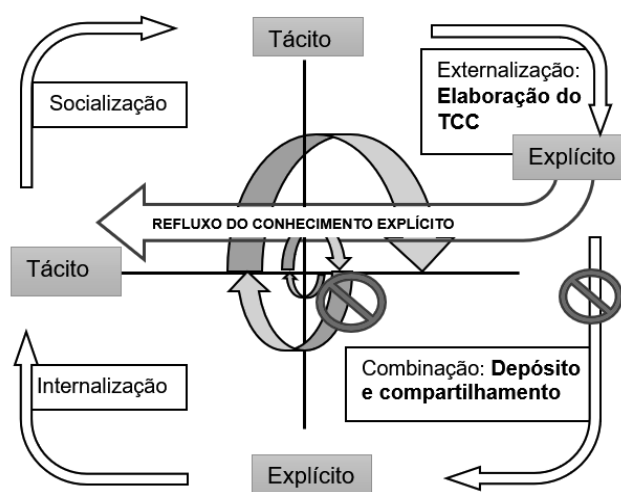 Tácito
Externalização:
Elaboração do
TCC
Socialização
Explícito
REFLUXO DO CONHECIMENTO EXPLÍCITO
Tácito
Combinação: Depósito
e compartilhamento
Internalização
Explícito